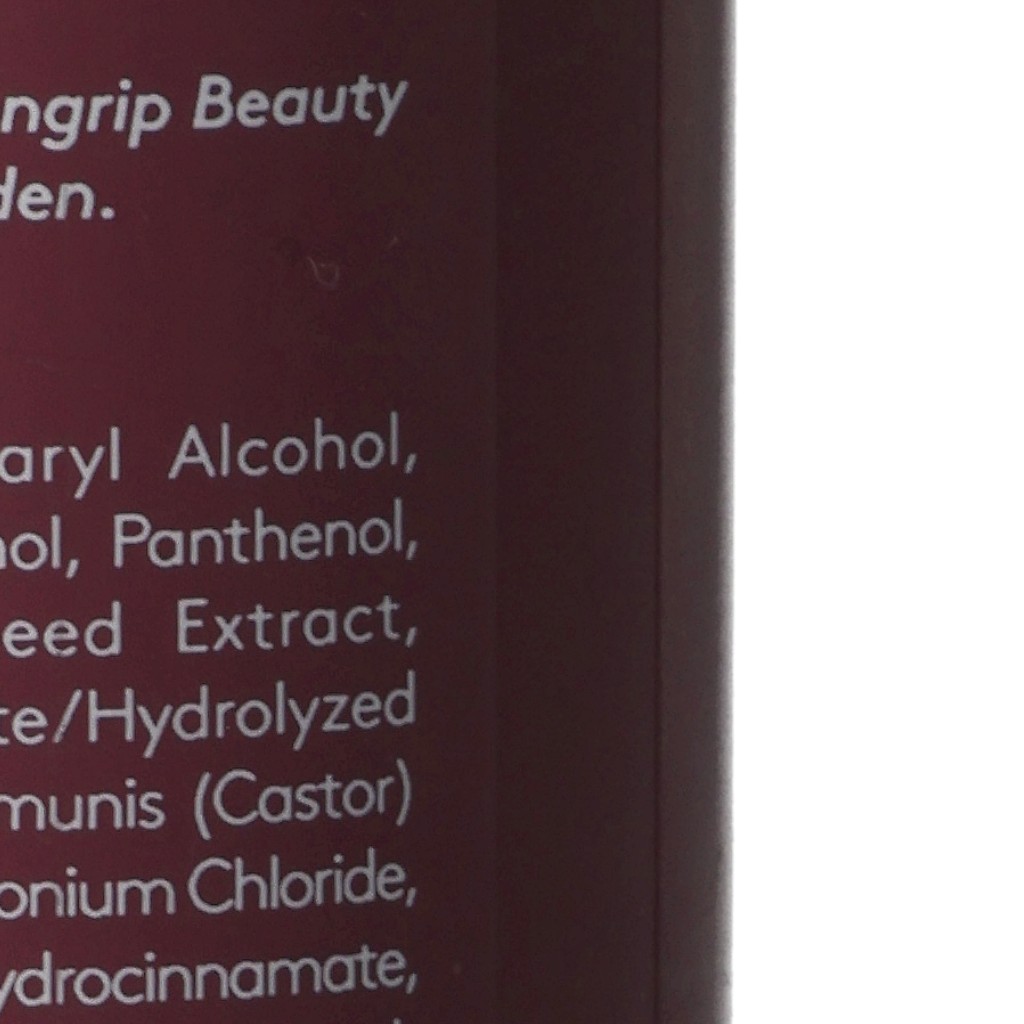 ngrip Beauty
den.
aryl Alcohol,
nol, Panthenol,
eed Extract,
te/Hydrolyzed
munis (Castor)
onium Chloride,
ydrocinnamate,